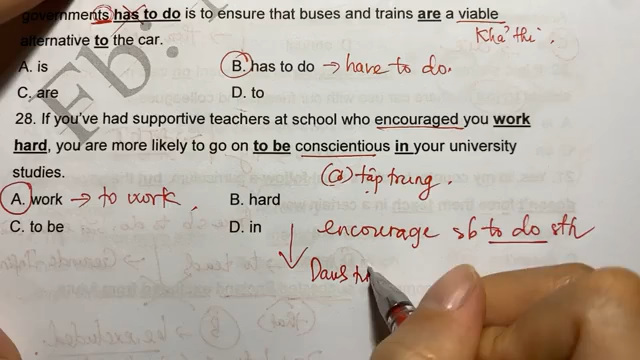 governments has to do is to ensure that buses and trains are a viable
Khả thi.
alternative to the car.
A. is B. has to do → have to do.
C. are D. to
28. If you've had supportive teachers at school who encouraged you work
hard, you are more likely to go on to be conscientious in your university
studies.
(a) tập trung.
A. work → to work, B. hard
C. to be D. in
encourage sb to do sth
Fb: